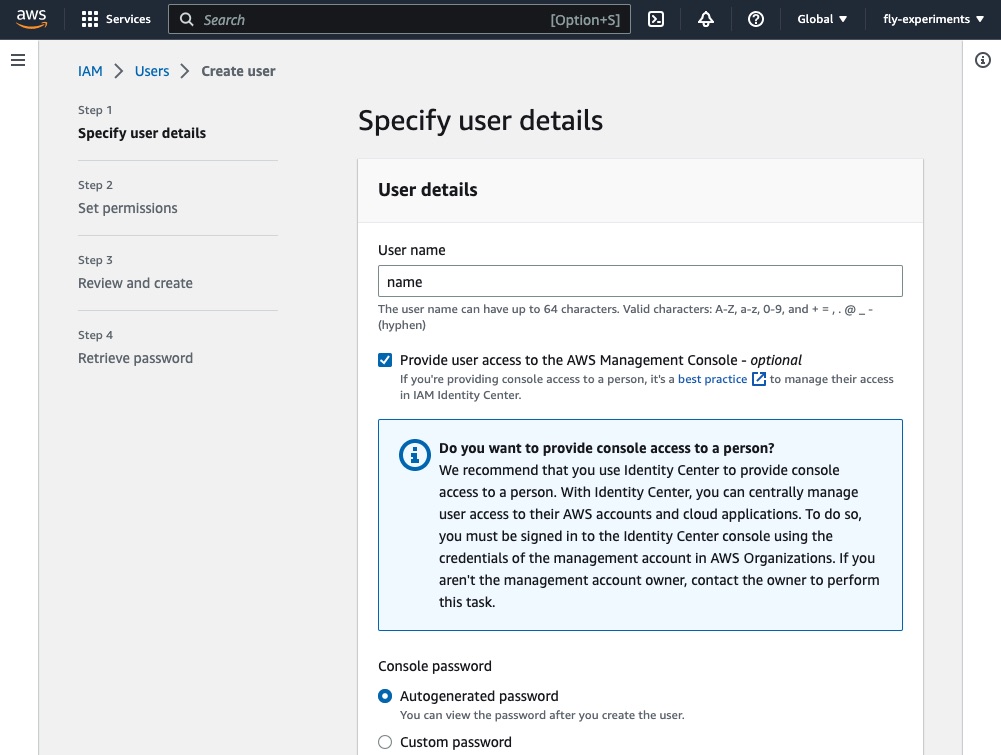 aws
Services
Search
[Option+S]
Global
fly-experiments
IAM
Users
Create user
Step 1
Specify user details
Step 2
Set permissions
Step 3
Review and create
Step 4
Retrieve password
Specify user details
User details
User name
name
The user name can have up to 64 characters. Valid characters: A-Z, a-z, 0-9, and + = , . @ _ -
(hyphen)
Provide user access to the AWS Management Console - optional
If you're providing console access to a person, it's a best practice to manage their access
in IAM Identity Center.
Do you want to provide console access to a person?
We recommend that you use Identity Center to provide console
access to a person. With Identity Center, you can centrally manage
user access to their AWS accounts and cloud applications. To do so,
you must be signed in to the Identity Center console using the
credentials of the management account in AWS Organizations. If you
aren't the management account owner, contact the owner to perform
this task.
Console password
Autogenerated password
You can view the password after you create the user.
Custom password